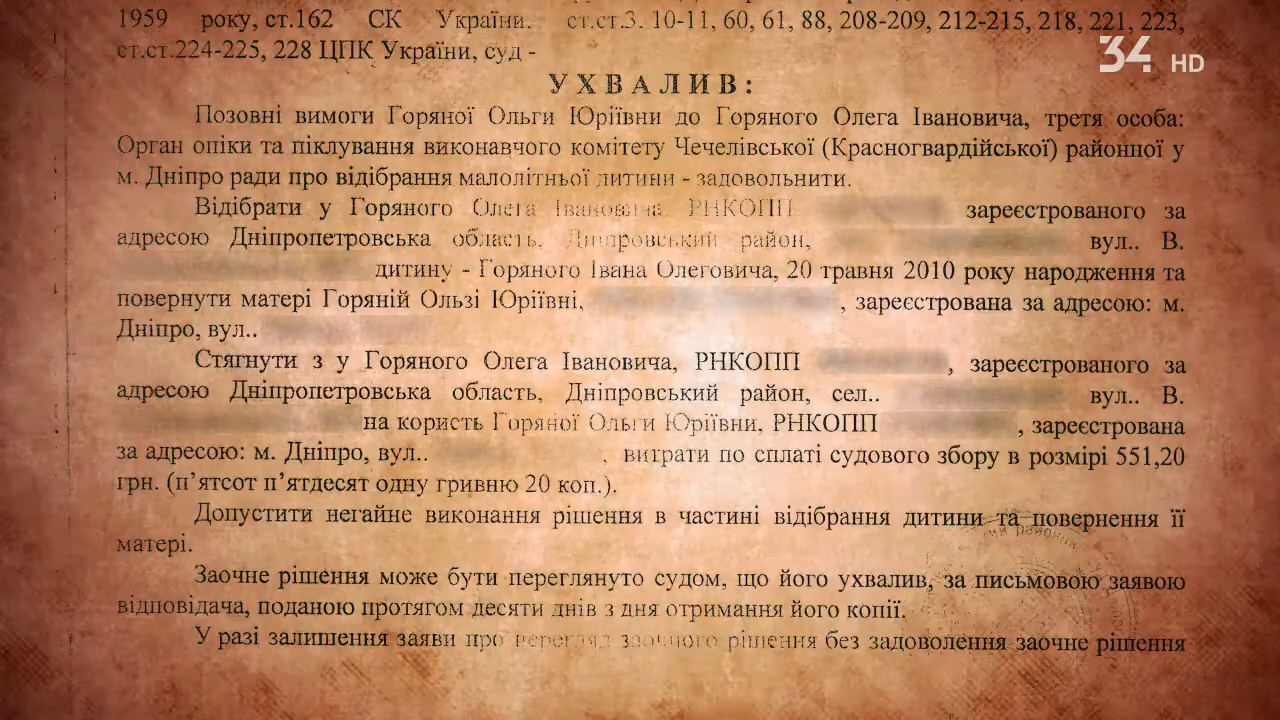 1959 року, ст.162 СК України. ст.ст.3. 10-11, 60, 61, 88, 208-209, 212-215, 218, 221, 223,
ст.ст.224-225, 228 ЦПК України, суд -
34 HD
УХВАЛИВ:
Позовні вимоги Горяної Ольги Юріївни до Горяного Олега Івановича, третя особа:
Орган опіки та піклування виконавчого комітету Чечелівської (Красногвардійської) районної у
м. Дніпро ради про відібрання малолітньої дитини - задовольнити.
Відібрати у Горяного Олега Івановича. РНКОПП зареєстрованого за
адресою Дніпропетровська область, Дніпровський район, вул.. В.
дитину - Горяного Івана Олеговича, 20 травня 2010 року народження та
повернути матері Горяній Ользі Юріївні, , зареєстрована за адресою: м.
Дніпро, вул..
Стягнути з у Горяного Олега Івановича, РНКОПП , зареєстрованого за
адресою Дніпропетровська область, Дніпровський район, сел.. вул.. В.
на користь Горяної Ольги Юріївни, РНКОПП , зареєстрована
за адресою: м. Дніпро, вул.. , витрати по сплаті судового збору в розмірі 551,20
грн. (п’ятсот п’ятдесят одну гривню 20 коп.).
Допустити негайне виконання рішення в частині відібрання дитини та повернення її
матері.
Заочне рішення може бути переглянуто судом, що його ухвалив, за письмовою заявою
відповідача, поданою протягом десяти днів з дня отримання його копії.
У разі залишення заяви про перегляд заочного рішення без задоволення заочне рішення